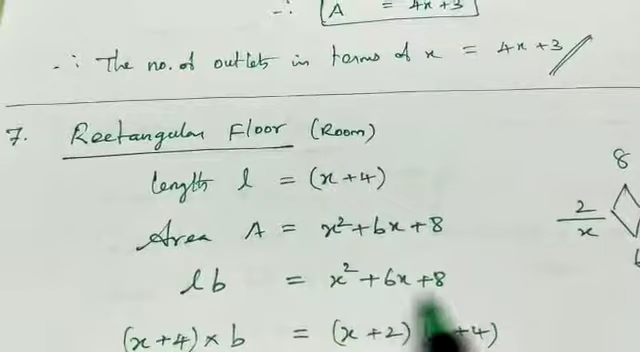 ∴ A = 4x+3
∴ The no. of outlets in terms of x = 4x+3 //
7. Rectangular Floor (Room)
length l = (x+4)
Area A = x²+6x+8
lb = x²+6x+8
(x+4) × b = (x+2) +4)
8
2/x